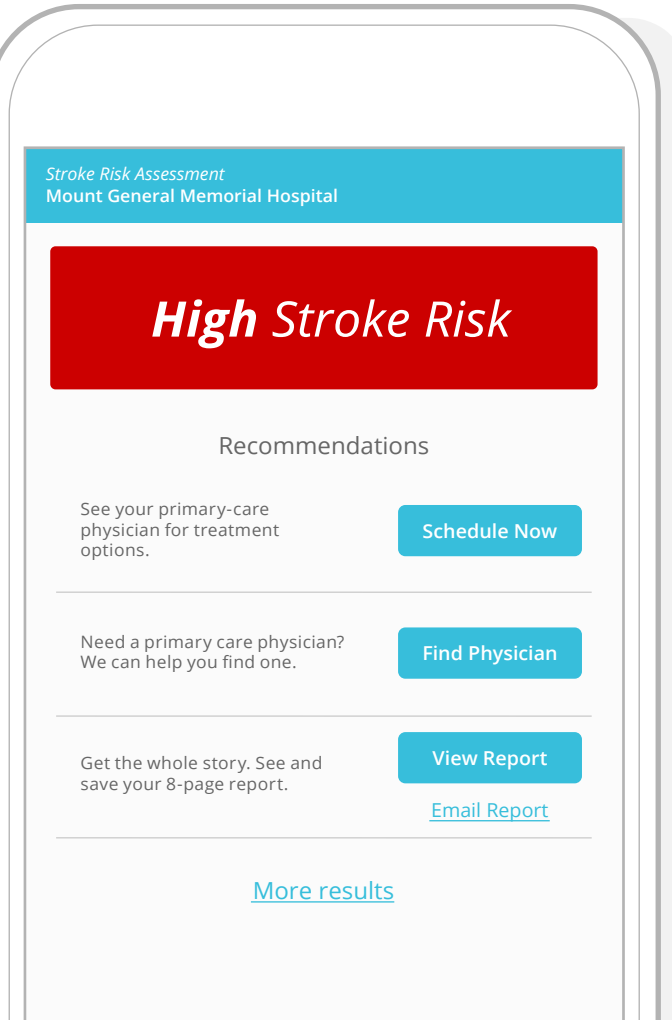 Stroke Risk Assessment
Mount General Memorial Hospital
High Stroke Risk
Recommendations
See your primary-care
physician for treatment
options.
Schedule Now
Need a primary care physician?
We can help you find one.
Find Physician
Get the whole story. See and
save your 8-page report.
View Report
Email Report
More results